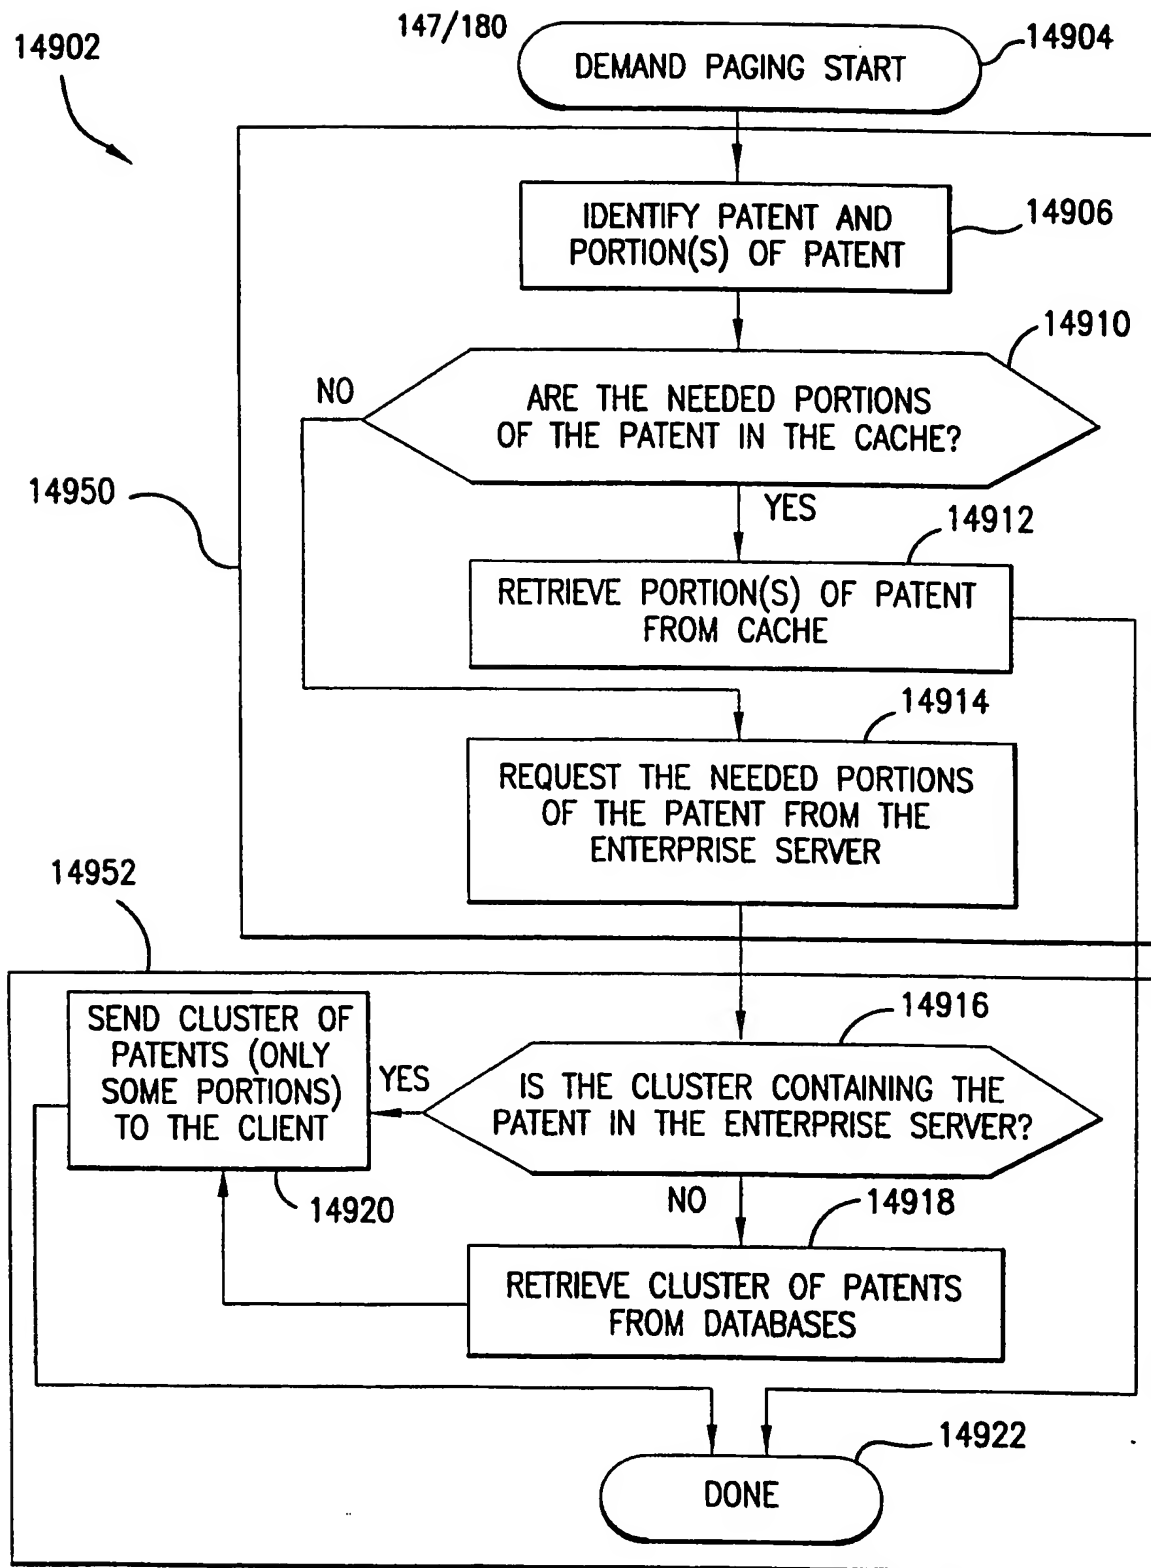 14902
147/180
DEMAND PAGING START
14904
IDENTIFY PATENT AND
PORTION(S) OF PATENT
14906
14910
NO
ARE THE NEEDED PORTIONS
OF THE PATENT IN THE CACHE?
14950
YES
14912
RETRIEVE PORTION(S) OF PATENT
FROM CACHE
14914
REQUEST THE NEEDED PORTIONS
OF THE PATENT FROM THE
ENTERPRISE SERVER
14952
SEND CLUSTER OF
PATENTS (ONLY
SOME PORTIONS)
TO THE CLIENT
14916
YES
IS THE CLUSTER CONTAINING THE
PATENT IN THE ENTERPRISE SERVER?
14920
NO
14918
RETRIEVE CLUSTER OF PATENTS
FROM DATABASES
14922
DONE